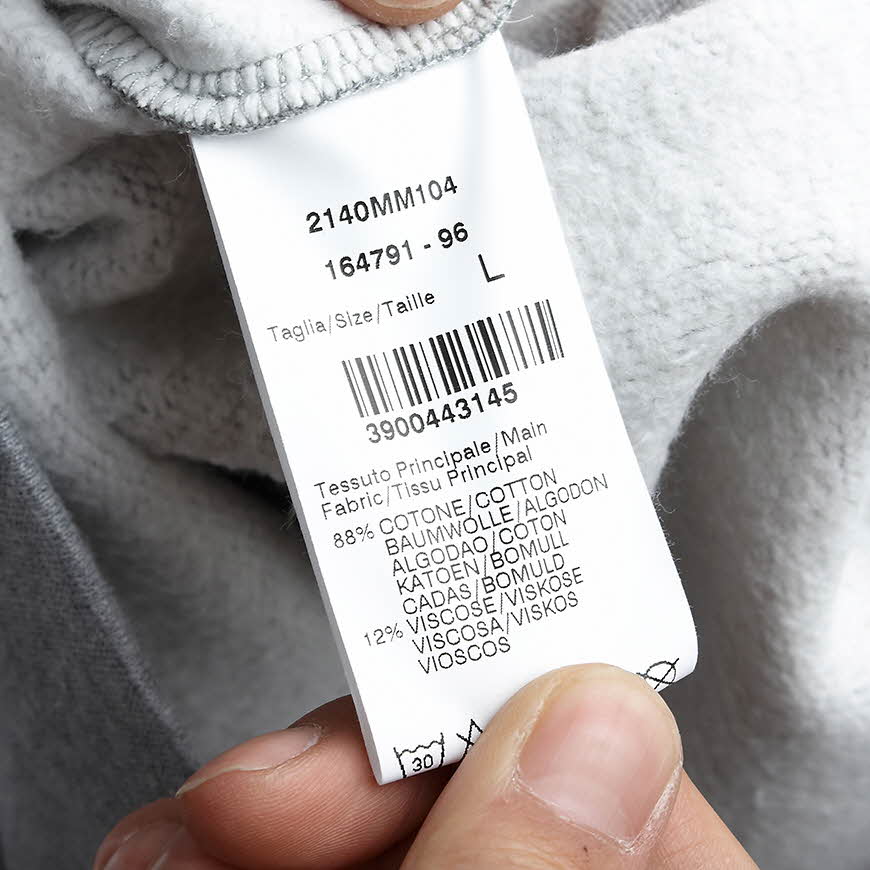 2140MM104
164791 - 96
Taglia/Size/Taille L
3900443145
Tessuto Principale/Main
Fabric/Tissu Principal
88% COTONE/COTTON
BAUMWOLLE/ALGODON
ALGODAO/COTON
KATOEN/BOMULL
CADAS/BOMULD
12% VISCOSE/VISKOSE
VISCOSA/VISKOS
VIOSCOS
30